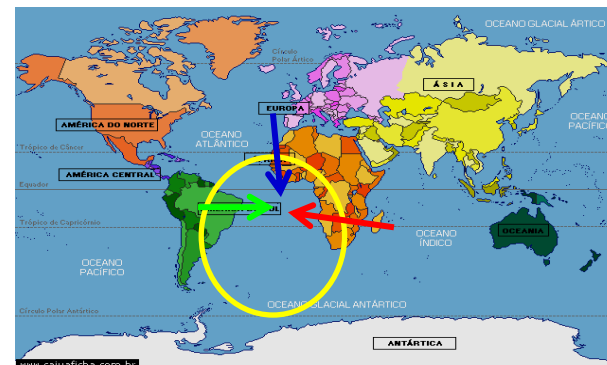 OCEANO GLACIAL ÁRTICO
Círculo
Polar Ártico
ÁSIA
EUROPA
OCEANO
PACÍFICO
AMÉRICA DO NORTE
OCEANO
ATLÂNTICO
Trópico de Câncer
AMÉRICA CENTRAL
Equador
Trópico de Capricórnio
OCEANO
ÍNDICO
OCEANIA
OCEANO
PACÍFICO
OCEANO GLACIAL ANTÁRTICO
Círculo Polar Antártico
ANTÁRTICA